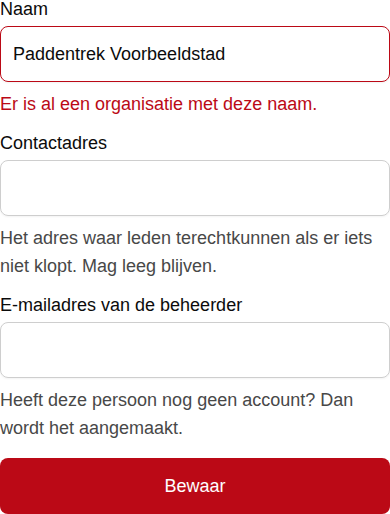 Naam
Paddentrek Voorbeeldstad
Er is al een organisatie met deze naam.
Contactadres
Het adres waar leden terechtkunnen als er iets
niet klopt. Mag leeg blijven.
E-mailadres van de beheerder
Heeft deze persoon nog geen account? Dan
wordt het aangemaakt.
Bewaar